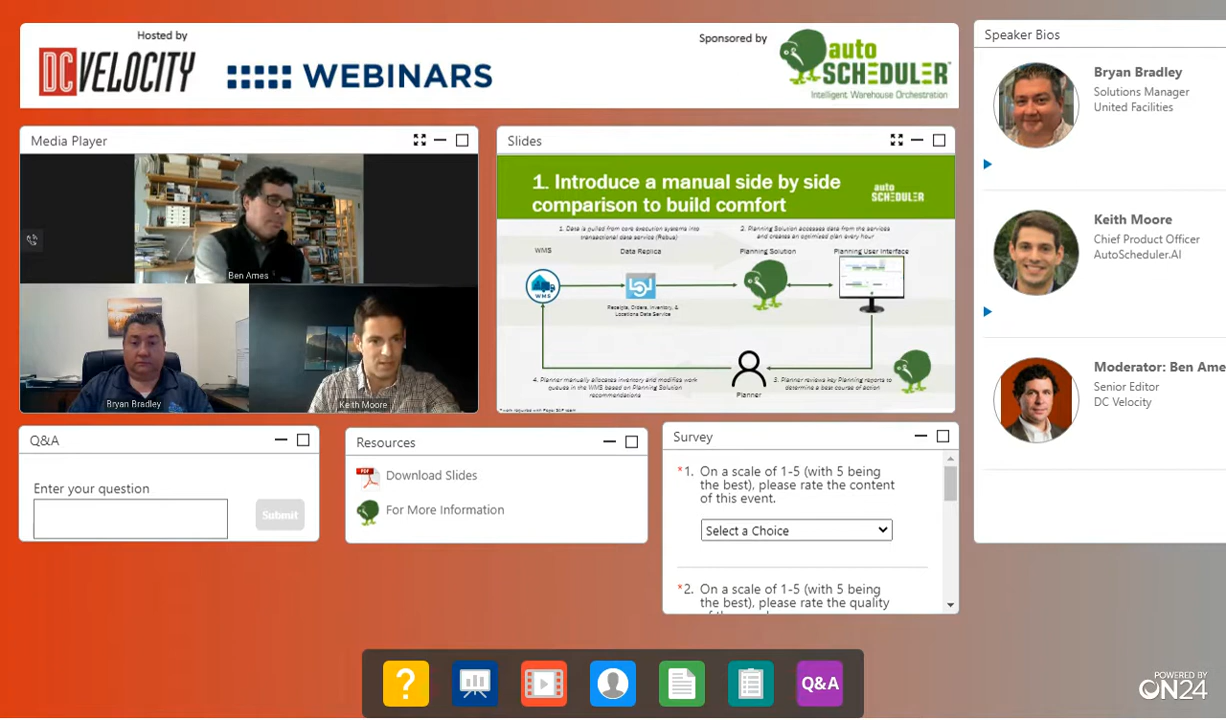 Hosted by
DCVELOCITY
WEBINARS
Sponsored by
auto
SCHEDULER
Intelligent Warehouse Orchestration
Media Player
Ben Ames
Bryan Bradley
Keith Moore
Slides
1. Introduce a manual side by side
comparison to build comfort
auto
SCHEDULER
1. Data is pulled from core execution systems into
transactional data service (Rebus)
2. Planning Solution accesses data from the services
and creates an optimized plan every hour
WMS
Data Replica
Planning Solution
Planning User Interface
WMS
Receipts, Orders, Inventory, &
Locations Data Service
4. Planner manually allocates inventory and modifies work
queues in the WMS based on Planning Solution
recommendations
Planner
3. Planner reviews key Planning reports to
determine a best course of action
Speaker Bios
Bryan Bradley
Solutions Manager
United Facilities
Keith Moore
Chief Product Officer
AutoScheduler.AI
Moderator: Ben Ame
Senior Editor
DC Velocity
Q&A
Enter your question
Submit
Resources
PDF
Download Slides
For More Information
Survey
*1. On a scale of 1-5 (with 5 being
the best), please rate the content
of this event.
Select a Choice
*2. On a scale of 1-5 (with 5 being
the best), please rate the quality
?
Q&A
POWERED BY
ON24